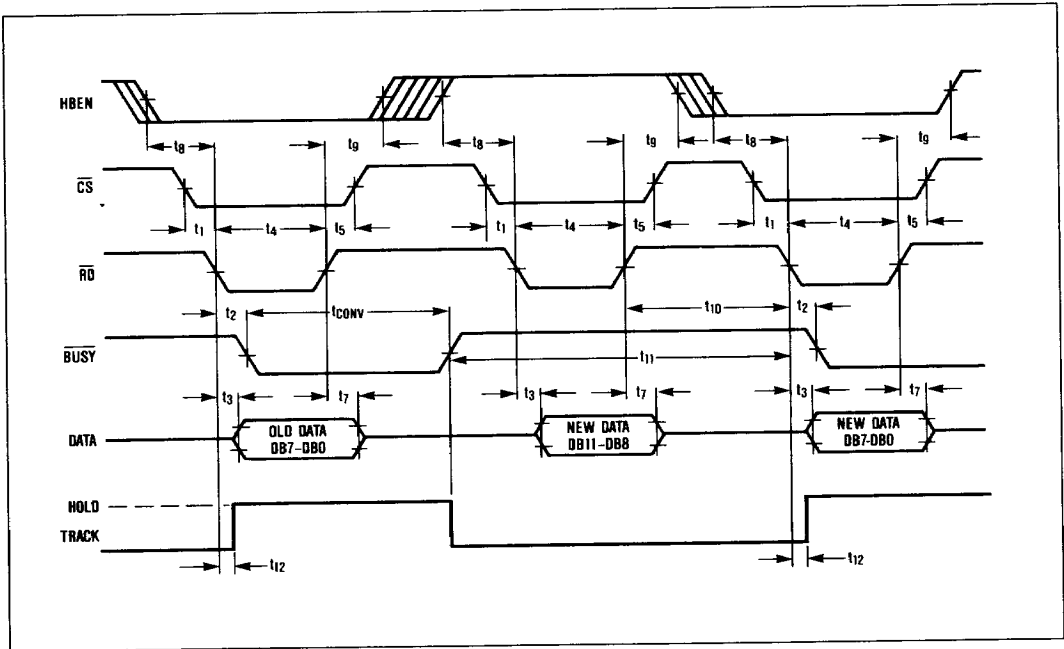 HBEN
t8 t9 t8 t9 t8 t9
CS
t1 t4 t5 t1 t4 t5 t1 t4 t5
RD
t2 tCONV t10 t2
BUSY
t11
t3 t7 t3 t7 t3 t7
DATA
OLD DATA
DB7-DB0
NEW DATA
DB11-DB8
NEW DATA
DB7-DB0
HOLD
TRACK
t12 t12